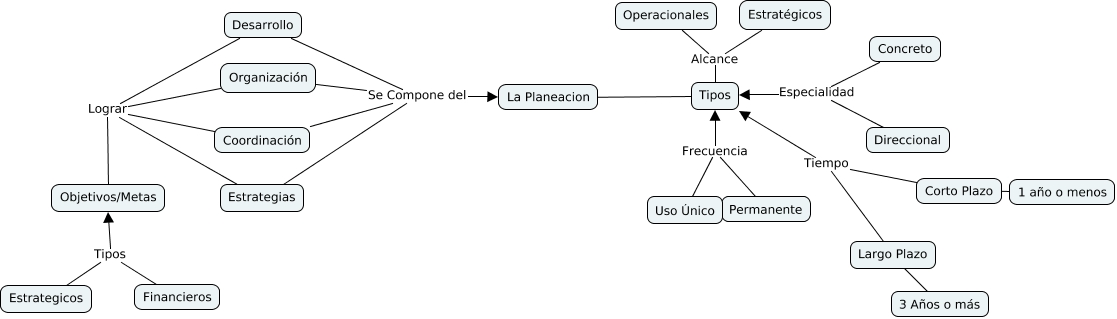 Operacionales
Estratégicos
Desarrollo
Concreto
Alcance
Organización
Se Compone del
La Planeacion
Tipos
Especialidad
Lograr
Coordinación
Direccional
Frecuencia
Tiempo
Objetivos/Metas
Estrategias
Corto Plazo
1 año o menos
Uso Único
Permanente
Tipos
Largo Plazo
Estrategicos
Financieros
3 Años o más